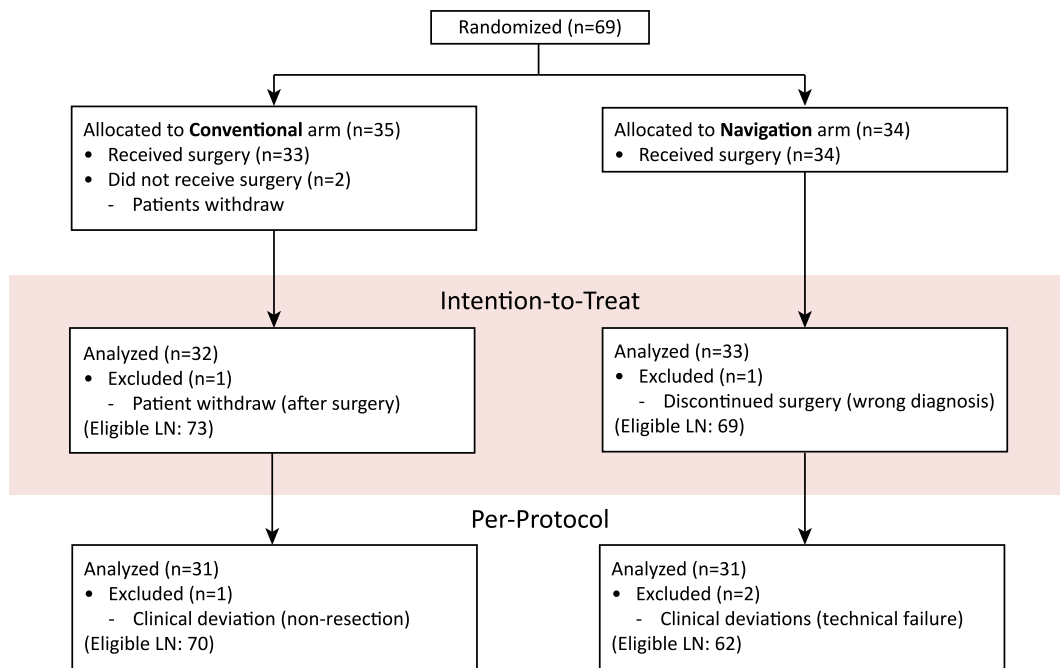 Randomized (n=69)
Allocated to Conventional arm (n=35)
• Received surgery (n=33)
• Did not receive surgery (n=2)
- Patients withdraw
Allocated to Navigation arm (n=34)
• Received surgery (n=34)
Intention-to-Treat
Analyzed (n=32)
• Excluded (n=1)
- Patient withdraw (after surgery)
(Eligible LN: 73)
Analyzed (n=33)
• Excluded (n=1)
- Discontinued surgery (wrong diagnosis)
(Eligible LN: 69)
Per-Protocol
Analyzed (n=31)
• Excluded (n=1)
- Clinical deviation (non-resection)
(Eligible LN: 70)
Analyzed (n=31)
• Excluded (n=2)
- Clinical deviations (technical failure)
(Eligible LN: 62)